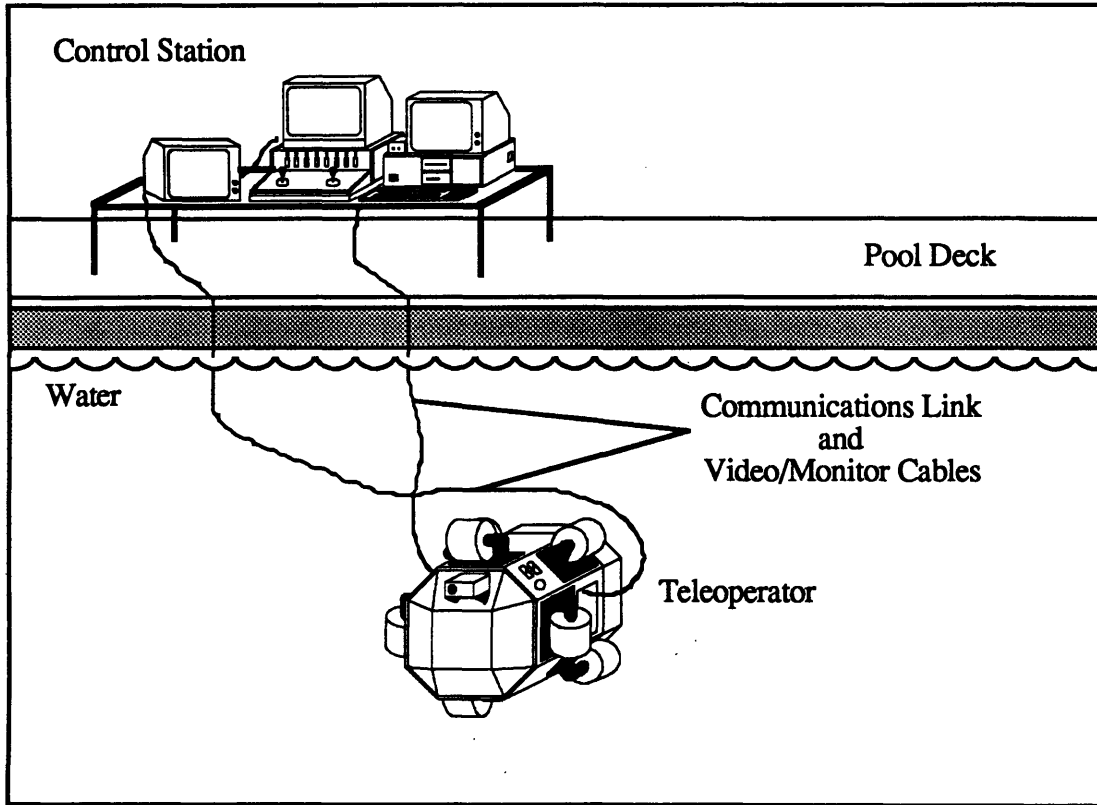 Control Station
Pool Deck
Water
Communications Link
and
Video/Monitor Cables
Teleoperator